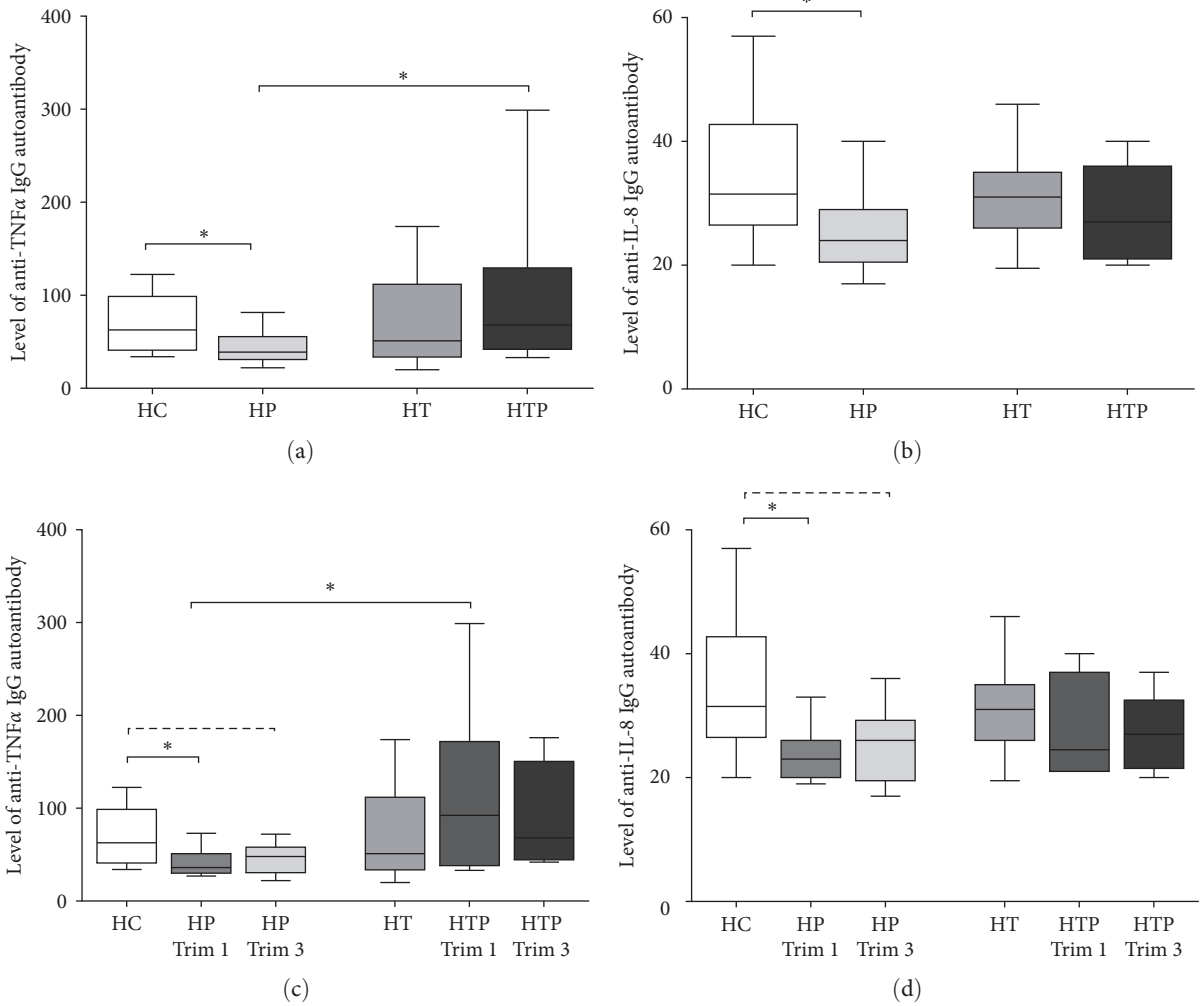 Level of anti-TNFα IgG autoantibody
400
300
200
100
0
*
*
HC
HP
HT
HTP
(a)
Level of anti-IL-8 IgG autoantibody
60
40
20
0
*
HC
HP
HT
HTP
(b)
Level of anti-TNFα IgG autoantibody
400
300
200
100
0
*
*
HC
HP
Trim 1
HP
Trim 3
HT
HTP
Trim 1
HTP
Trim 3
(c)
Level of anti-IL-8 IgG autoantibody
60
40
20
0
*
HC
HP
Trim 1
HP
Trim 3
HT
HTP
Trim 1
HTP
Trim 3
(d)